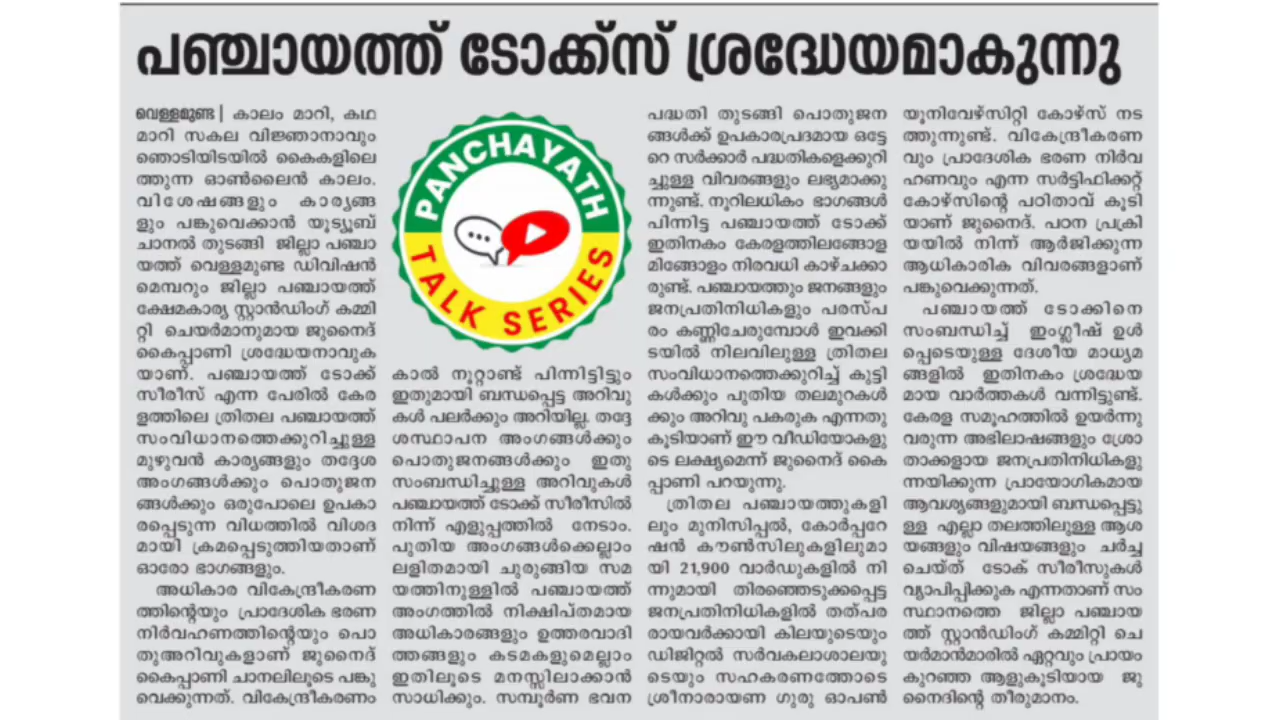 പഞ്ചായത്ത് ടോക്ക്സ് ശ്രദ്ധേയമാകുന്നു
വെള്ളമുണ്ട | കാലം മാറി, കഥ
മാറി സകല വിജ്ഞാനാവും
ഞൊടിയിടയിൽ കൈകളിലെ
ത്തുന്ന ഓൺലൈൻ കാലം.
വിശേഷങ്ങളും കാര്യങ്ങ
ളും പങ്കുവെക്കാൻ യൂട്യൂബ്
ചാനൽ തുടങ്ങി ജില്ലാ പഞ്ചാ
യത്ത് വെള്ളമുണ്ട ഡിവിഷൻ
മെമ്പറും ജില്ലാ പഞ്ചായത്ത്
ക്ഷേമകാര്യ സ്റ്റാൻഡിംഗ് കമ്മി
റ്റി ചെയർമാനുമായ ജുനൈദ്
കൈപ്പാണി ശ്രദ്ധേയനാവുക
യാണ്. പഞ്ചായത്ത് ടോക്ക്
സീരീസ് എന്ന പേരിൽ കേര
ളത്തിലെ ത്രിതല പഞ്ചായത്ത്
സംവിധാനത്തെക്കുറിച്ചുള്ള
മുഴുവൻ കാര്യങ്ങളും തദ്ദേശ
അംഗങ്ങൾക്കും പൊതുജന
ങ്ങൾക്കും ഒരുപോലെ ഉപകാ
രപ്പെടുന്ന വിധത്തിൽ വിശദ
മായി ക്രമപ്പെടുത്തിയതാണ്
ഓരോ ഭാഗങ്ങളും.
അധികാര വികേന്ദ്രീകരണ
ത്തിന്റെയും പ്രാദേശിക ഭരണ
നിർവഹണത്തിന്റെയും പൊ
തുഅറിവുകളാണ് ജുനൈദ്
കൈപ്പാണി ചാനലിലൂടെ പങ്കു
വെക്കുന്നത്. വികേന്ദ്രീകരണം
PANCHAYATH
TALK SERIES
കാൽ നൂറ്റാണ്ട് പിന്നിട്ടിട്ടും
ഇതുമായി ബന്ധപ്പെട്ട അറിവു
കൾ പലർക്കും അറിയില്ല. തദ്ദേ
ശസ്ഥാപന അംഗങ്ങൾക്കും
പൊതുജനങ്ങൾക്കും ഇതു
സംബന്ധിച്ചുള്ള അറിവുകൾ
പഞ്ചായത്ത് ടോക്ക് സീരീസിൽ
നിന്ന് എളുപ്പത്തിൽ നേടാം.
പുതിയ അംഗങ്ങൾക്കെല്ലാം
ലളിതമായി ചുരുങ്ങിയ സമ
യത്തിനുള്ളിൽ പഞ്ചായത്ത്
അംഗത്തിൽ നിക്ഷിപ്തമായ
അധികാരങ്ങളും ഉത്തരവാദി
ത്തങ്ങളും കടമകളുമെല്ലാം
ഇതിലൂടെ മനസ്സിലാക്കാൻ
സാധിക്കും. സമ്പൂർണ ഭവന
പദ്ധതി തുടങ്ങി പൊതുജന
ങ്ങൾക്ക് ഉപകാരപ്രദമായ ഒട്ടേ
റെ സർക്കാർ പദ്ധതികളെക്കുറി
ച്ചുള്ള വിവരങ്ങളും ലഭ്യമാക്കു
ന്നുണ്ട്. നൂറിലധികം ഭാഗങ്ങൾ
പിന്നിട്ട പഞ്ചായത്ത് ടോക്ക്
ഇതിനകം കേരളത്തിലങ്ങോള
മിങ്ങോളം നിരവധി കാഴ്ചക്കാ
രുണ്ട്. പഞ്ചായത്തും ജനങ്ങളും
ജനപ്രതിനിധികളും പരസ്പ
രം കണ്ണിചേരുമ്പോൾ ഇവക്കി
ടയിൽ നിലവിലുള്ള ത്രിതല
സംവിധാനത്തെക്കുറിച്ച് കുട്ടി
കൾക്കും പുതിയ തലമുറകൾ
ക്കും അറിവു പകരുക എന്നതു
കൂടിയാണ് ഈ വീഡിയോകളു
ടെ ലക്ഷ്യമെന്ന് ജുനൈദ് കൈ
പ്പാണി പറയുന്നു.
ത്രിതല പഞ്ചായത്തുകളി
ലും മുനിസിപ്പൽ, കോർപ്പറേ
ഷൻ കൗൺസിലുകളിലുമാ
യി 21,900 വാർഡുകളിൽ നി
ന്നുമായി തിരഞ്ഞെടുക്കപ്പെട്ട
ജനപ്രതിനിധികളിൽ തത്പര
രായവർക്കായി കിലയുടെയും
ഡിജിറ്റൽ സർവകലാശാലയു
ടെയും സഹകരണത്തോടെ
ശ്രീനാരായണ ഗുരു ഓപൺ
യൂനിവേഴ്സിറ്റി കോഴ്സ് നട
ത്തുന്നുണ്ട്. വികേന്ദ്രീകരണ
വും പ്രാദേശിക ഭരണ നിർവ
ഹണവും എന്ന സർട്ടിഫിക്കറ്റ്
കോഴ്സിന്റെ പഠിതാവ് കൂടി
യാണ് ജുനൈദ്. പഠന പ്രക്രി
യയിൽ നിന്ന് ആർജിക്കുന്ന
ആധികാരിക വിവരങ്ങളാണ്
പങ്കുവെക്കുന്നത്.
പഞ്ചായത്ത് ടോക്കിനെ
സംബന്ധിച്ച് ഇംഗ്ലീഷ് ഉൾ
പ്പെടെയുള്ള ദേശീയ മാധ്യമ
ങ്ങളിൽ ഇതിനകം ശ്രദ്ധേയ
മായ വാർത്തകൾ വന്നിട്ടുണ്ട്.
കേരള സമൂഹത്തിൽ ഉയർന്നു
വരുന്ന അഭിലാഷങ്ങളും ശ്രോ
താക്കളായ ജനപ്രതിനിധികളു
ന്നയിക്കുന്ന പ്രായോഗികമായ
ആവശ്യങ്ങളുമായി ബന്ധപ്പെട്ടു
ള്ള എല്ലാ തലത്തിലുള്ള ആശ
യങ്ങളും വിഷയങ്ങളും ചർച്ച
ചെയ്ത് ടോക് സീരീസുകൾ
വ്യാപിപ്പിക്കുക എന്നതാണ് സം
സ്ഥാനത്തെ ജില്ലാ പഞ്ചായ
ത്ത് സ്റ്റാൻഡിംഗ് കമ്മിറ്റി ചെ
യർമാൻമാരിൽ ഏറ്റവും പ്രായം
കുറഞ്ഞ ആളുകൂടിയായ ജു
നൈദിന്റെ തീരുമാനം.